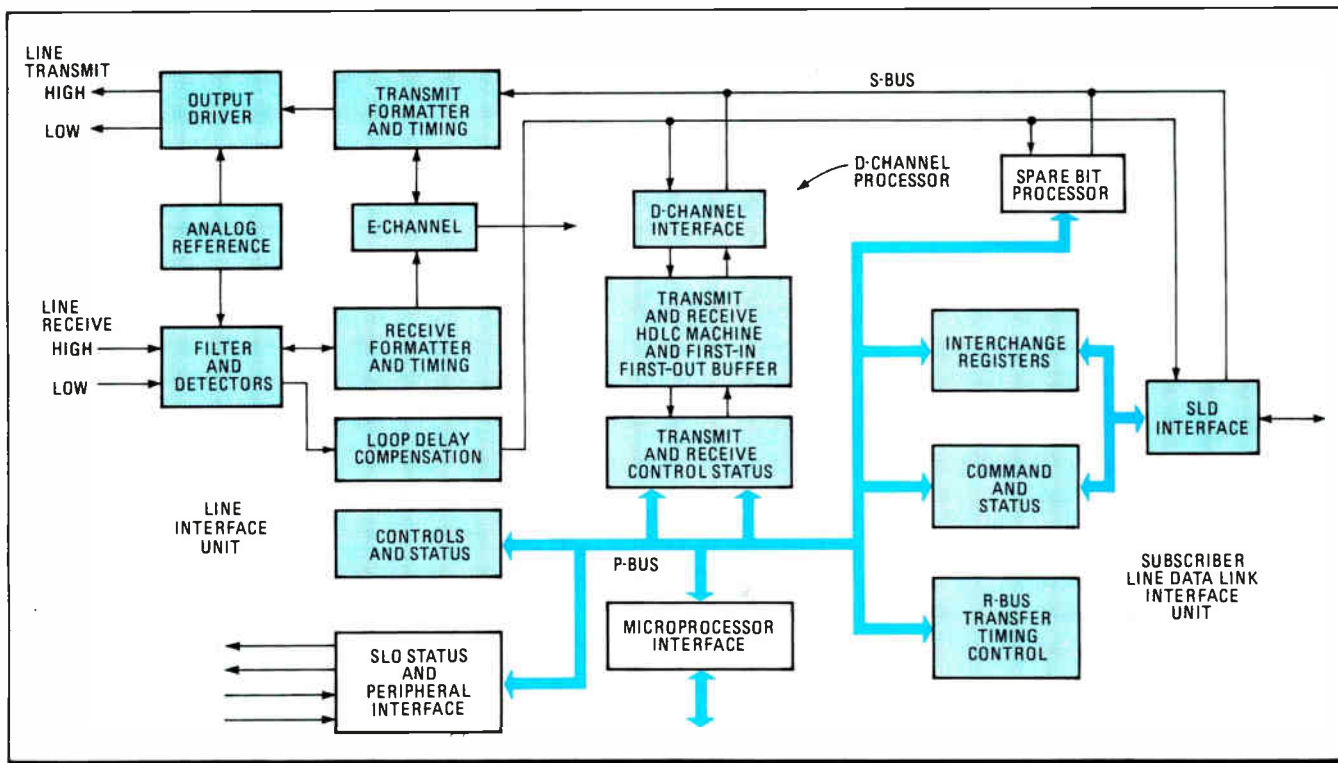 LINE
TRANSMIT
HIGH
LOW
OUTPUT
DRIVER
TRANSMIT
FORMATTER
AND TIMING
S-BUS
ANALOG
REFERENCE
E-CHANNEL
D-CHANNEL
INTERFACE
D-CHANNEL
PROCESSOR
SPARE BIT
PROCESSOR
LINE
RECEIVE
HIGH
LOW
FILTER
AND
DETECTORS
RECEIVE
FORMATTER
AND TIMING
TRANSMIT
AND RECEIVE
HDLC MACHINE
AND FIRST-IN
FIRST-OUT BUFFER
INTERCHANGE
REGISTERS
SLD
INTERFACE
LOOP DELAY
COMPENSATION
TRANSMIT
AND RECEIVE
CONTROL STATUS
COMMAND
AND
STATUS
LINE
INTERFACE
UNIT
CONTROLS
AND STATUS
P-BUS
SUBSCRIBER
LINE DATA LINK
INTERFACE
UNIT
SLO STATUS
AND
PERIPHERAL
INTERFACE
MICROPROCESSOR
INTERFACE
R-BUS
TRANSFER
TIMING
CONTROL